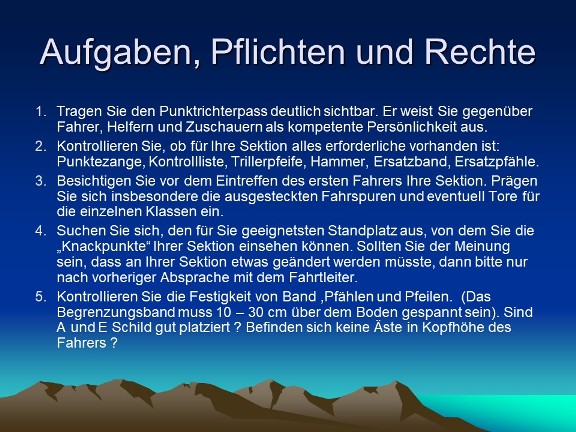 Aufgaben, Pflichten und Rechte
1. Tragen Sie den Punktrichterpass deutlich sichtbar. Er weist Sie gegenüber
Fahrer, Helfern und Zuschauern als kompetente Persönlichkeit aus.
2. Kontrollieren Sie, ob für Ihre Sektion alles erforderliche vorhanden ist:
Punktezange, Kontrollliste, Trillerpfeife, Hammer, Ersatzband, Ersatzpfähle.
3. Besichtigen Sie vor dem Eintreffen des ersten Fahrers Ihre Sektion. Prägen
Sie sich insbesondere die ausgesteckten Fahrspuren und eventuell Tore für
die einzelnen Klassen ein.
4. Suchen Sie sich, den für Sie geeignetsten Standplatz aus, von dem Sie die
„Knackpunkte“ Ihrer Sektion einsehen können. Sollten Sie der Meinung
sein, dass an Ihrer Sektion etwas geändert werden müsste, dann bitte nur
nach vorheriger Absprache mit dem Fahrtleiter.
5. Kontrollieren Sie die Festigkeit von Band ,Pfählen und Pfeilen. (Das
Begrenzungsband muss 10 – 30 cm über dem Boden gespannt sein). Sind
A und E Schild gut platziert ? Befinden sich keine Äste in Kopfhöhe des
Fahrers ?